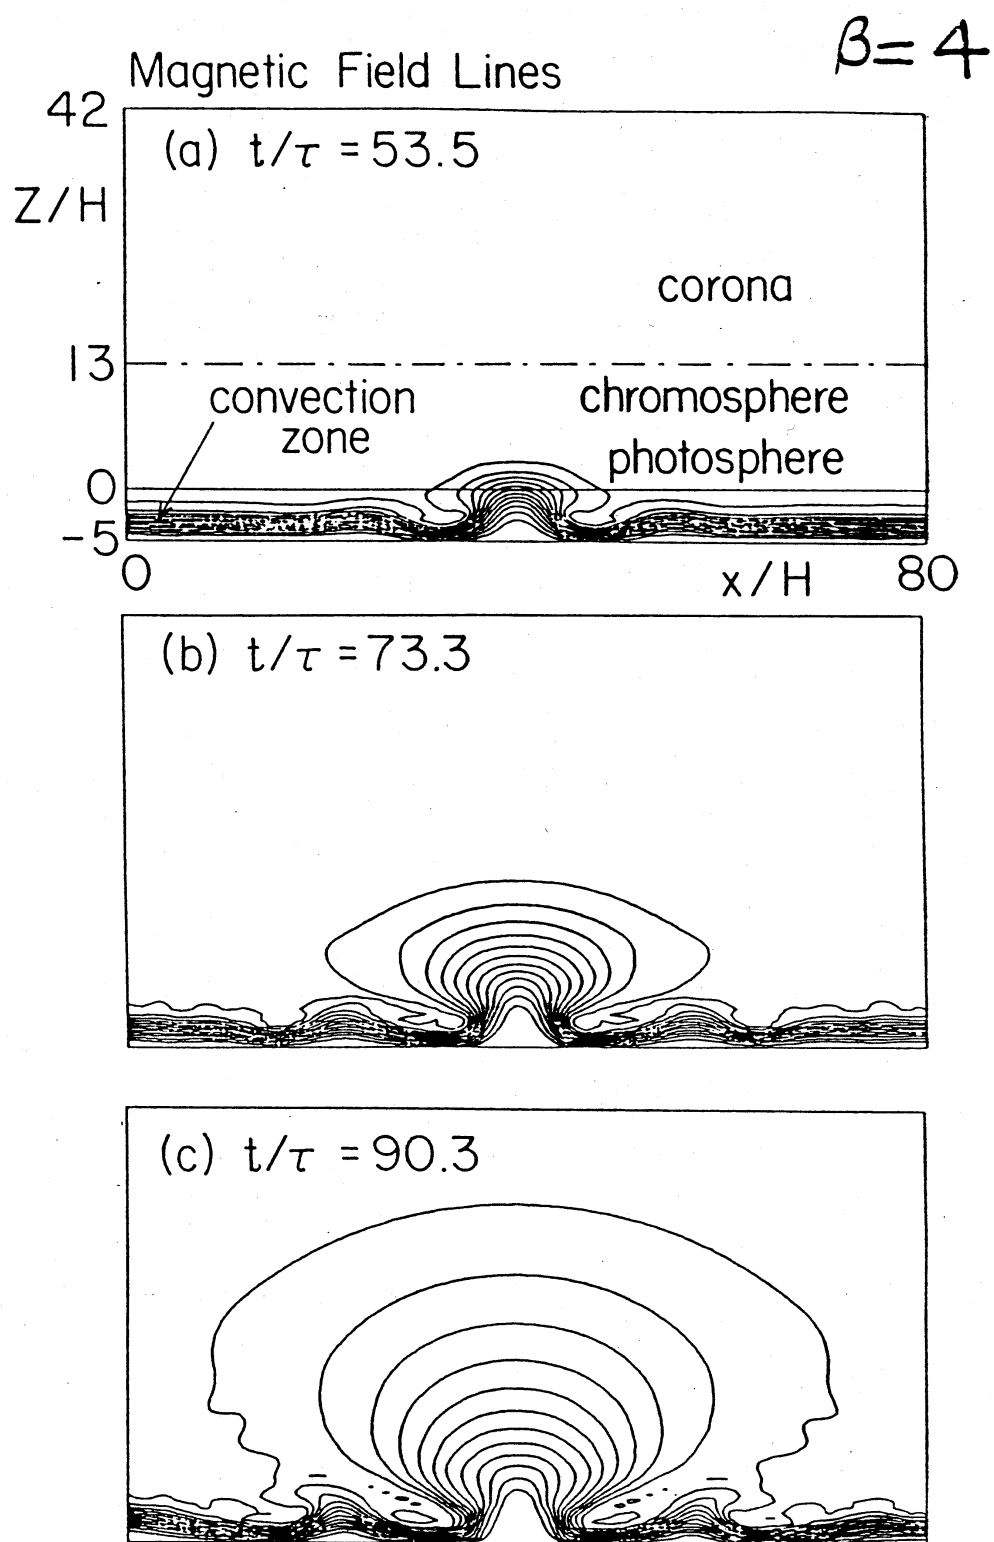 β=4
Magnetic Field Lines
42
(a) t/τ = 53.5
Z/H
corona
13
convection
zone
chromosphere
photosphere
0
-5
0
x/H
80
(b) t/τ = 73.3
(c) t/τ = 90.3